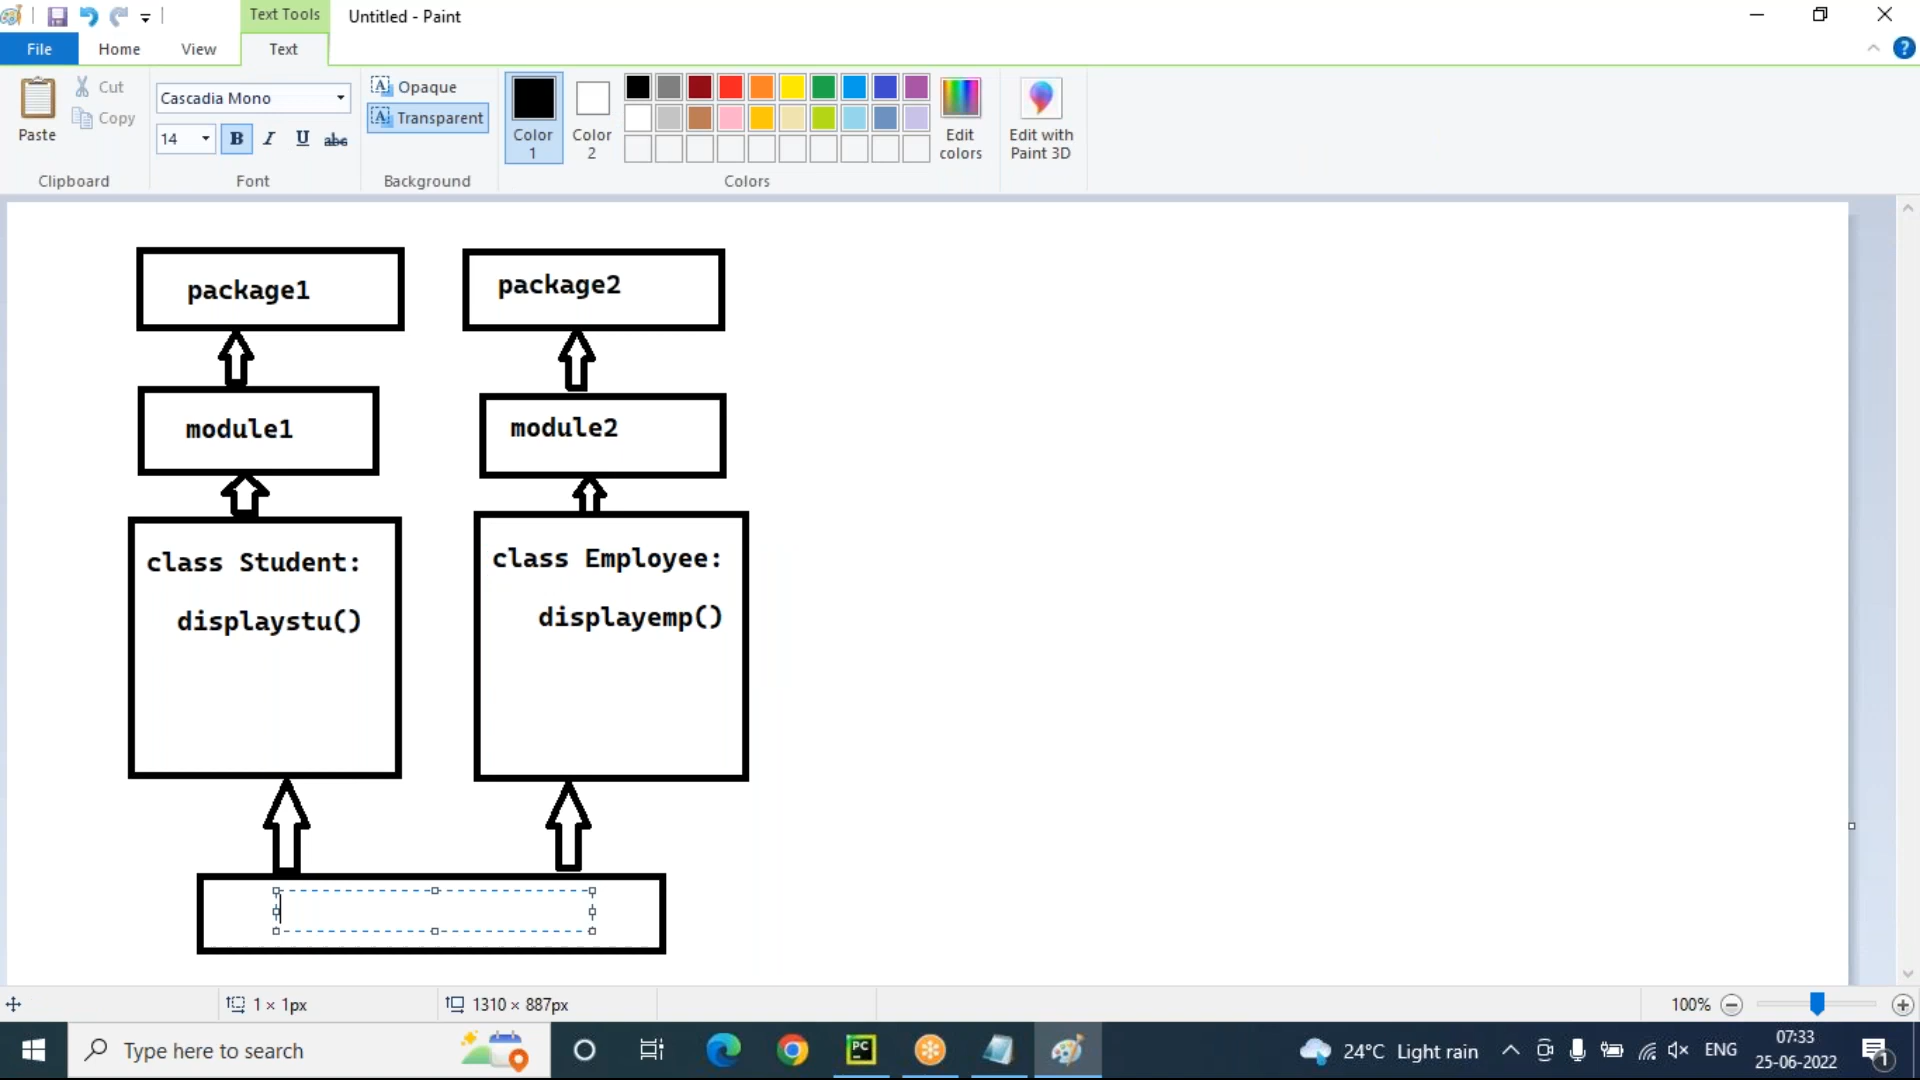 Text Tools
Untitled - Paint
File
Home
View
Text
Paste
Cut
Copy
Clipboard
Cascadia Mono
14
B I U abc
Font
Opaque
Transparent
Background
Color 1
Color 2
Colors
Edit colors
Edit with Paint 3D
package1
package2
module1
module2
class Student:
displaystu()
class Employee:
displayemp()
1 × 1px
1310 × 887px
100%
Type here to search
PC
24°C Light rain
ENG
07:33
25-06-2022
1